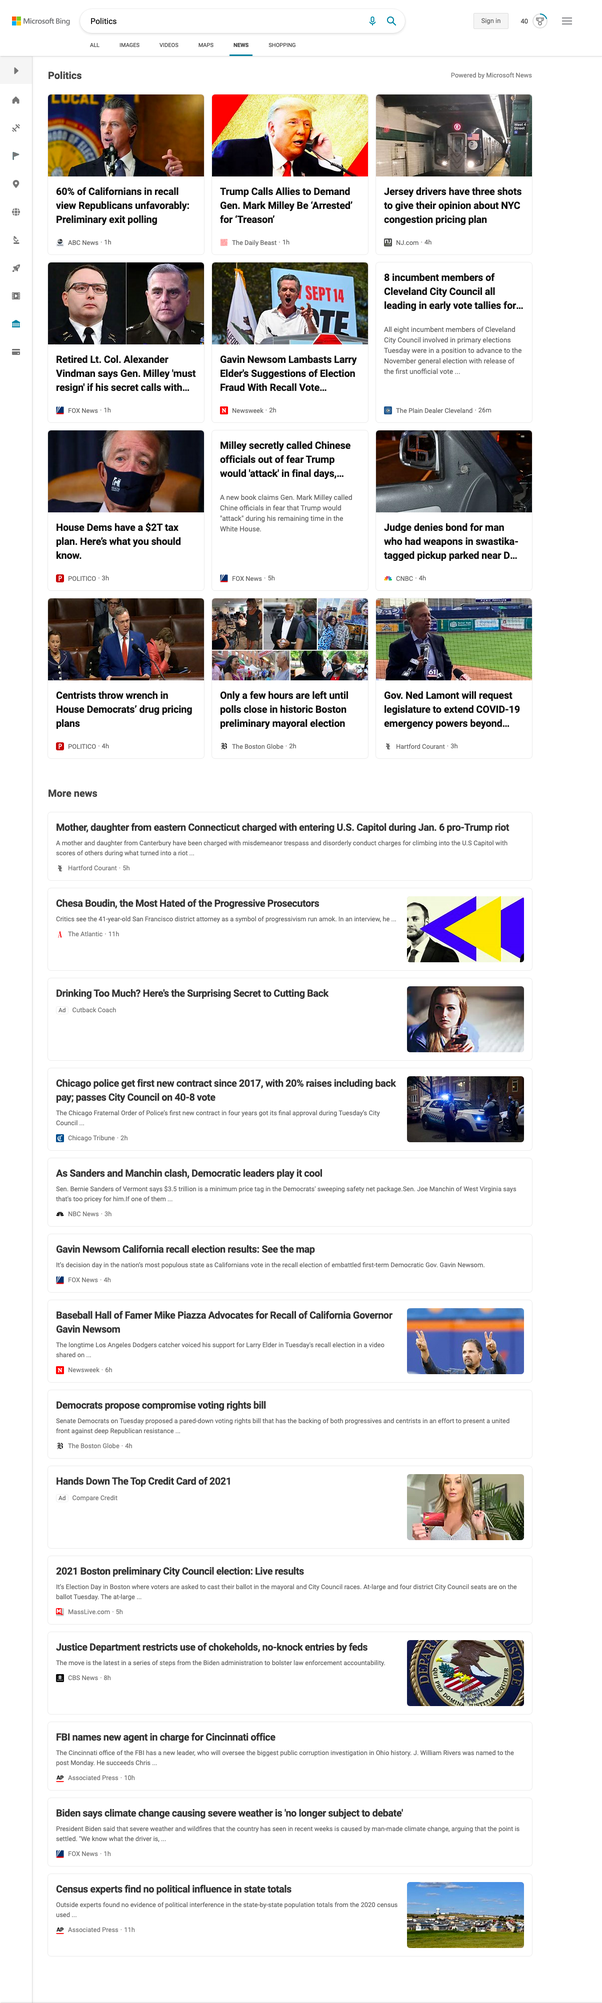 Microsoft Bing
Politics
Sign in
40
ALL
IMAGES
VIDEOS
MAPS
NEWS
SHOPPING
Politics
Powered by Microsoft News
60% of Californians in recall
view Republicans unfavorably:
Preliminary exit polling
ABC News · 1h
Trump Calls Allies to Demand
Gen. Mark Milley Be ‘Arrested’
for ‘Treason’
The Daily Beast · 1h
Jersey drivers have three shots
to give their opinion about NYC
congestion pricing plan
NJ.com · 4h
Retired Lt. Col. Alexander
Vindman says Gen. Milley 'must
resign' if his secret calls with...
FOX News · 1h
SEPT 14
Gavin Newsom Lambasts Larry
Elder's Suggestions of Election
Fraud With Recall Vote...
Newsweek · 2h
8 incumbent members of
Cleveland City Council all
leading in early vote tallies for...
All eight incumbent members of Cleveland
City Council involved in primary elections
Tuesday were in a position to advance to the
November general election with release of
the first unofficial vote ...
The Plain Dealer Cleveland · 26m
House Dems have a $2T tax
plan. Here's what you should
know.
POLITICO · 3h
Milley secretly called Chinese
officials out of fear Trump
would 'attack' in final days,...
A new book claims Gen. Mark Milley called
Chine officials in fear that Trump would
"attack" during his remaining time in the
White House.
FOX News · 5h
Judge denies bond for man
who had weapons in swastika-
tagged pickup parked near D...
CNBC · 4h
Centrists throw wrench in
House Democrats’ drug pricing
plans
POLITICO · 4h
Only a few hours are left until
polls close in historic Boston
preliminary mayoral election
The Boston Globe · 2h
Gov. Ned Lamont will request
legislature to extend COVID-19
emergency powers beyond...
Hartford Courant · 3h
More news
Mother, daughter from eastern Connecticut charged with entering U.S. Capitol during Jan. 6 pro-Trump riot
A mother and daughter from Canterbury have been charged with misdemeanor trespass and disorderly conduct charges for climbing into the U.S Capitol with
scores of others during what turned into a riot ...
Hartford Courant · 5h
Chesa Boudin, the Most Hated of the Progressive Prosecutors
Critics see the 41-year-old San Francisco district attorney as a symbol of progressivism run amok. In an interview, he ...
The Atlantic · 11h
Drinking Too Much? Here's the Surprising Secret to Cutting Back
Ad Cutback Coach
Chicago police get first new contract since 2017, with 20% raises including back
pay; passes City Council on 40-8 vote
The Chicago Fraternal Order of Police's first new contract in four years got its final approval during Tuesday's City
Council ...
Chicago Tribune · 2h
As Sanders and Manchin clash, Democratic leaders play it cool
Sen. Bernie Sanders of Vermont says $3.5 trillion is a minimum price tag in the Democrats' sweeping safety net package.Sen. Joe Manchin of West Virginia says
that's too pricey for him.If one of them ...
NBC News · 3h
Gavin Newsom California recall election results: See the map
It's decision day in the nation's most populous state as Californians vote in the recall election of embattled first-term Democratic Gov. Gavin Newsom.
FOX News · 4h
Baseball Hall of Famer Mike Piazza Advocates for Recall of California Governor
Gavin Newsom
The longtime Los Angeles Dodgers catcher voiced his support for Larry Elder in Tuesday's recall election in a video
shared on ...
Newsweek · 6h
Democrats propose compromise voting rights bill
Senate Democrats on Tuesday proposed a pared-down voting rights bill that has the backing of both progressives and centrists in an effort to present a united
front against deep Republican resistance ...
The Boston Globe · 4h
Hands Down The Top Credit Card of 2021
Ad Compare Credit
2021 Boston preliminary City Council election: Live results
It's Election Day in Boston where voters are asked to cast their ballot in the mayoral and City Council races. At-large and four district City Council seats are on the
ballot Tuesday. The at-large ...
MassLive.com · 5h
Justice Department restricts use of chokeholds, no-knock entries by feds
The move is the latest in a series of steps from the Biden administration to bolster law enforcement accountability.
CBS News · 8h
FBI names new agent in charge for Cincinnati office
The Cincinnati office of the FBI has a new leader, who will oversee the biggest public corruption investigation in Ohio history. J. William Rivers was named to the
post Monday. He succeeds Chris ...
Associated Press · 10h
Biden says climate change causing severe weather is 'no longer subject to debate'
President Biden said that severe weather and wildfires that the country has seen in recent weeks is caused by man-made climate change, arguing that the point is
settled. "We know what the driver is, ...
FOX News · 1h
Census experts find no political influence in state totals
Outside experts found no evidence of political interference in the state-by-state population totals from the 2020 census
used ...
Associated Press · 11h